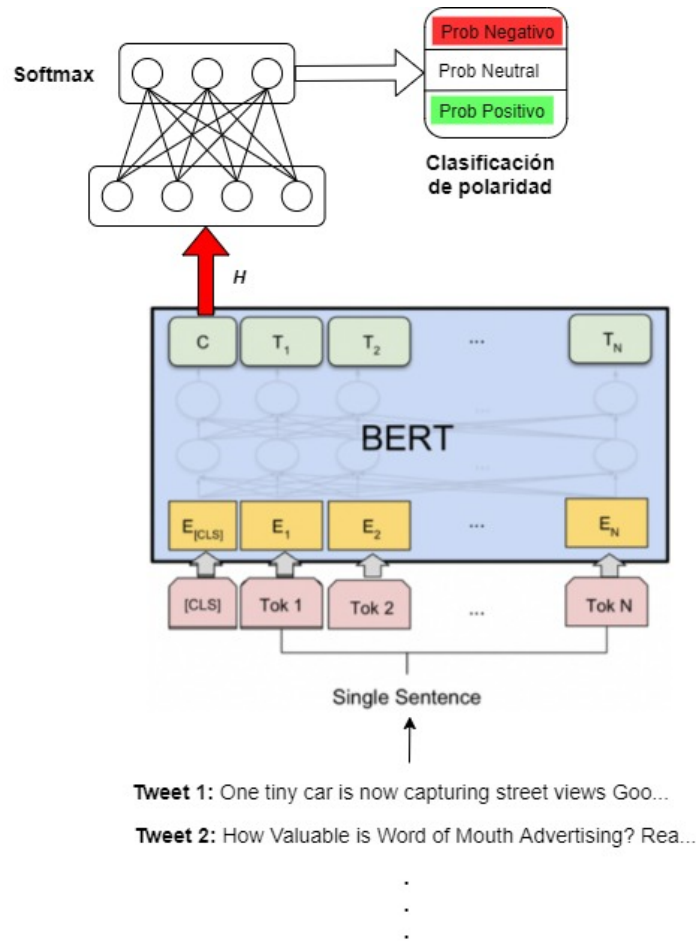 Prob Negativo
Softmax
Prob Neutral
Prob Positivo
Clasificación
de polaridad
H
C T1 T2 ... TN
BERT
E[CLS] E1 E2 ... EN
[CLS] Tok 1 Tok 2 ... Tok N
Single Sentence
Tweet 1: One tiny car is now capturing street views Goo...
Tweet 2: How Valuable is Word of Mouth Advertising? Rea...
.
.
.